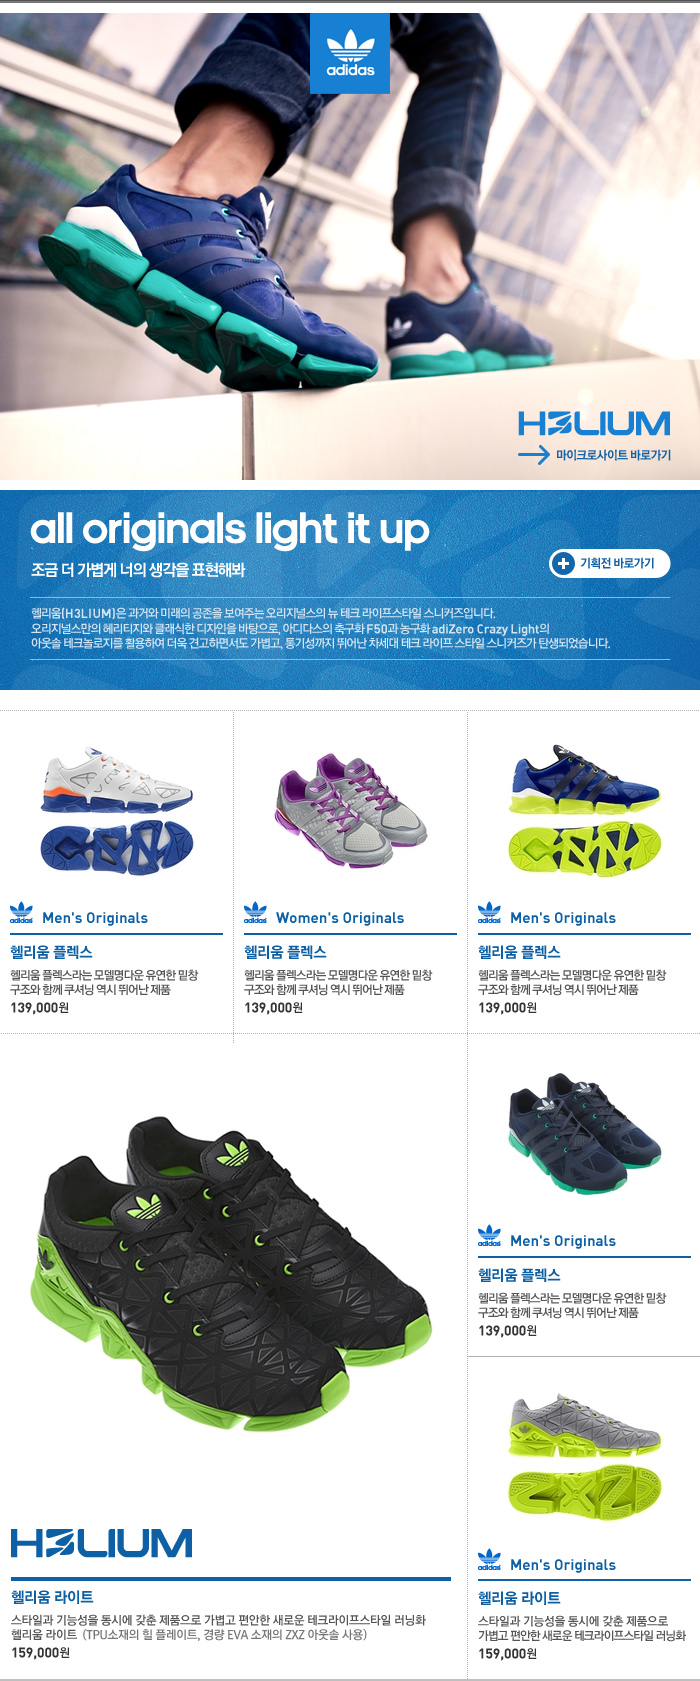 adidas
H3LIUM
마이크로사이트 바로가기
all originals light it up
조금 더 가볍게 너의 생각을 표현해봐
기획전 바로가기
헬리움(H3LIUM)은 과거와 미래의 공존을 보여주는 오리지널스의 뉴 테크 라이프스타일 스니커즈입니다.
오리지널스만의 헤리티지와 클래식한 디자인을 바탕으로, 아디다스의 축구화 F50과 농구화 adiZero Crazy Light의
아웃솔 테크놀로지를 활용하여 더욱 견고하면서도 가볍고, 통기성까지 뛰어난 차세대 테크 라이프 스타일 스니커즈가 탄생되었습니다.
adidas Men's Originals
헬리움 플렉스
헬리움 플렉스라는 모델명다운 유연한 밑창
구조와 함께 쿠셔닝 역시 뛰어난 제품
139,000원
adidas Women's Originals
헬리움 플렉스
헬리움 플렉스라는 모델명다운 유연한 밑창
구조와 함께 쿠셔닝 역시 뛰어난 제품
139,000원
adidas Men's Originals
헬리움 플렉스
헬리움 플렉스라는 모델명다운 유연한 밑창
구조와 함께 쿠셔닝 역시 뛰어난 제품
139,000원
adidas Men's Originals
헬리움 플렉스
헬리움 플렉스라는 모델명다운 유연한 밑창
구조와 함께 쿠셔닝 역시 뛰어난 제품
139,000원
H3LIUM
헬리움 라이트
스타일과 기능성을 동시에 갖춘 제품으로 가볍고 편안한 새로운 테크라이프스타일 러닝화
헬리움 라이트 (TPU소재의 힐 플레이트, 경량 EVA 소재의 ZXZ 아웃솔 사용)
159,000원
adidas Men's Originals
헬리움 라이트
스타일과 기능성을 동시에 갖춘 제품으로
가볍고 편안한 새로운 테크라이프스타일 러닝화
159,000원